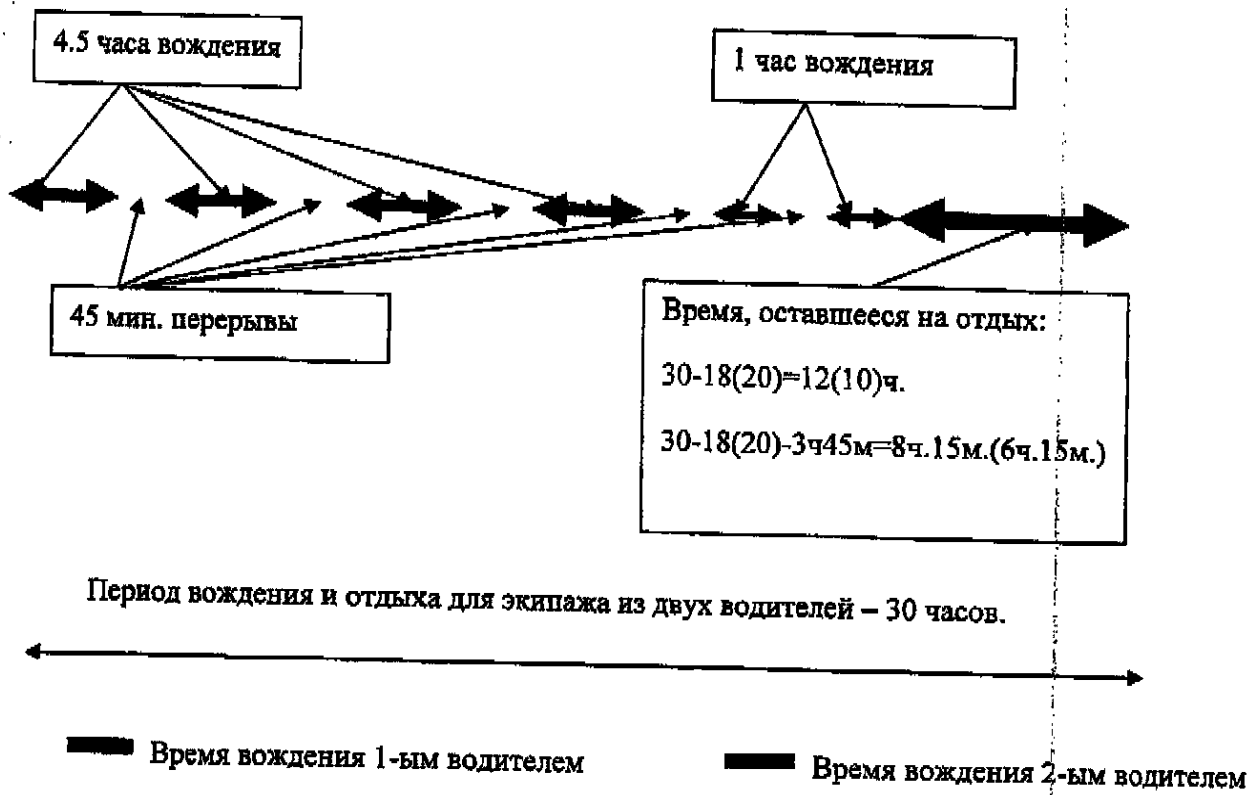 4.5 часа вождения
1 час вождения
45 мин. перерывы
Время, оставшееся на отдых:
30-18(20)=12(10)ч.
30-18(20)-3ч45м=8ч.15м.(6ч.15м.)
Период вождения и отдыха для экипажа из двух водителей – 30 часов.
Время вождения 1-ым водителем
Время вождения 2-ым водителем